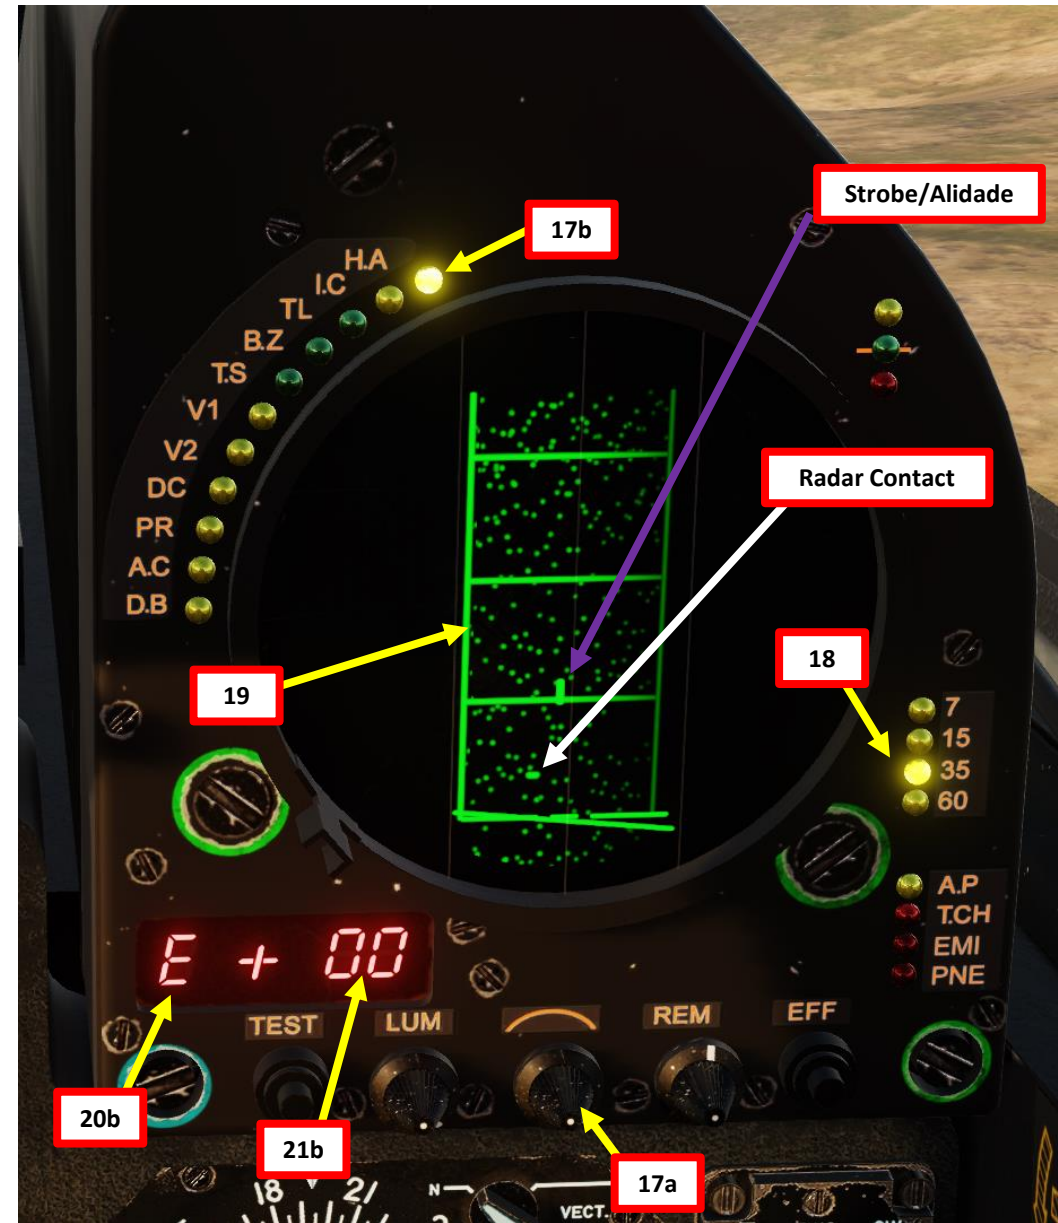 Strobe/Alidade
17b
H.A
I.C
TL
B.Z
T.S
V1
V2
DC
PR
A.C
D.B
Radar Contact
19
18
7
15
35
60
A.P
T.CH
EMI
PNE
E + 00
TEST LUM REM EFF
20b
21b
17a
18 21
N
VECT.